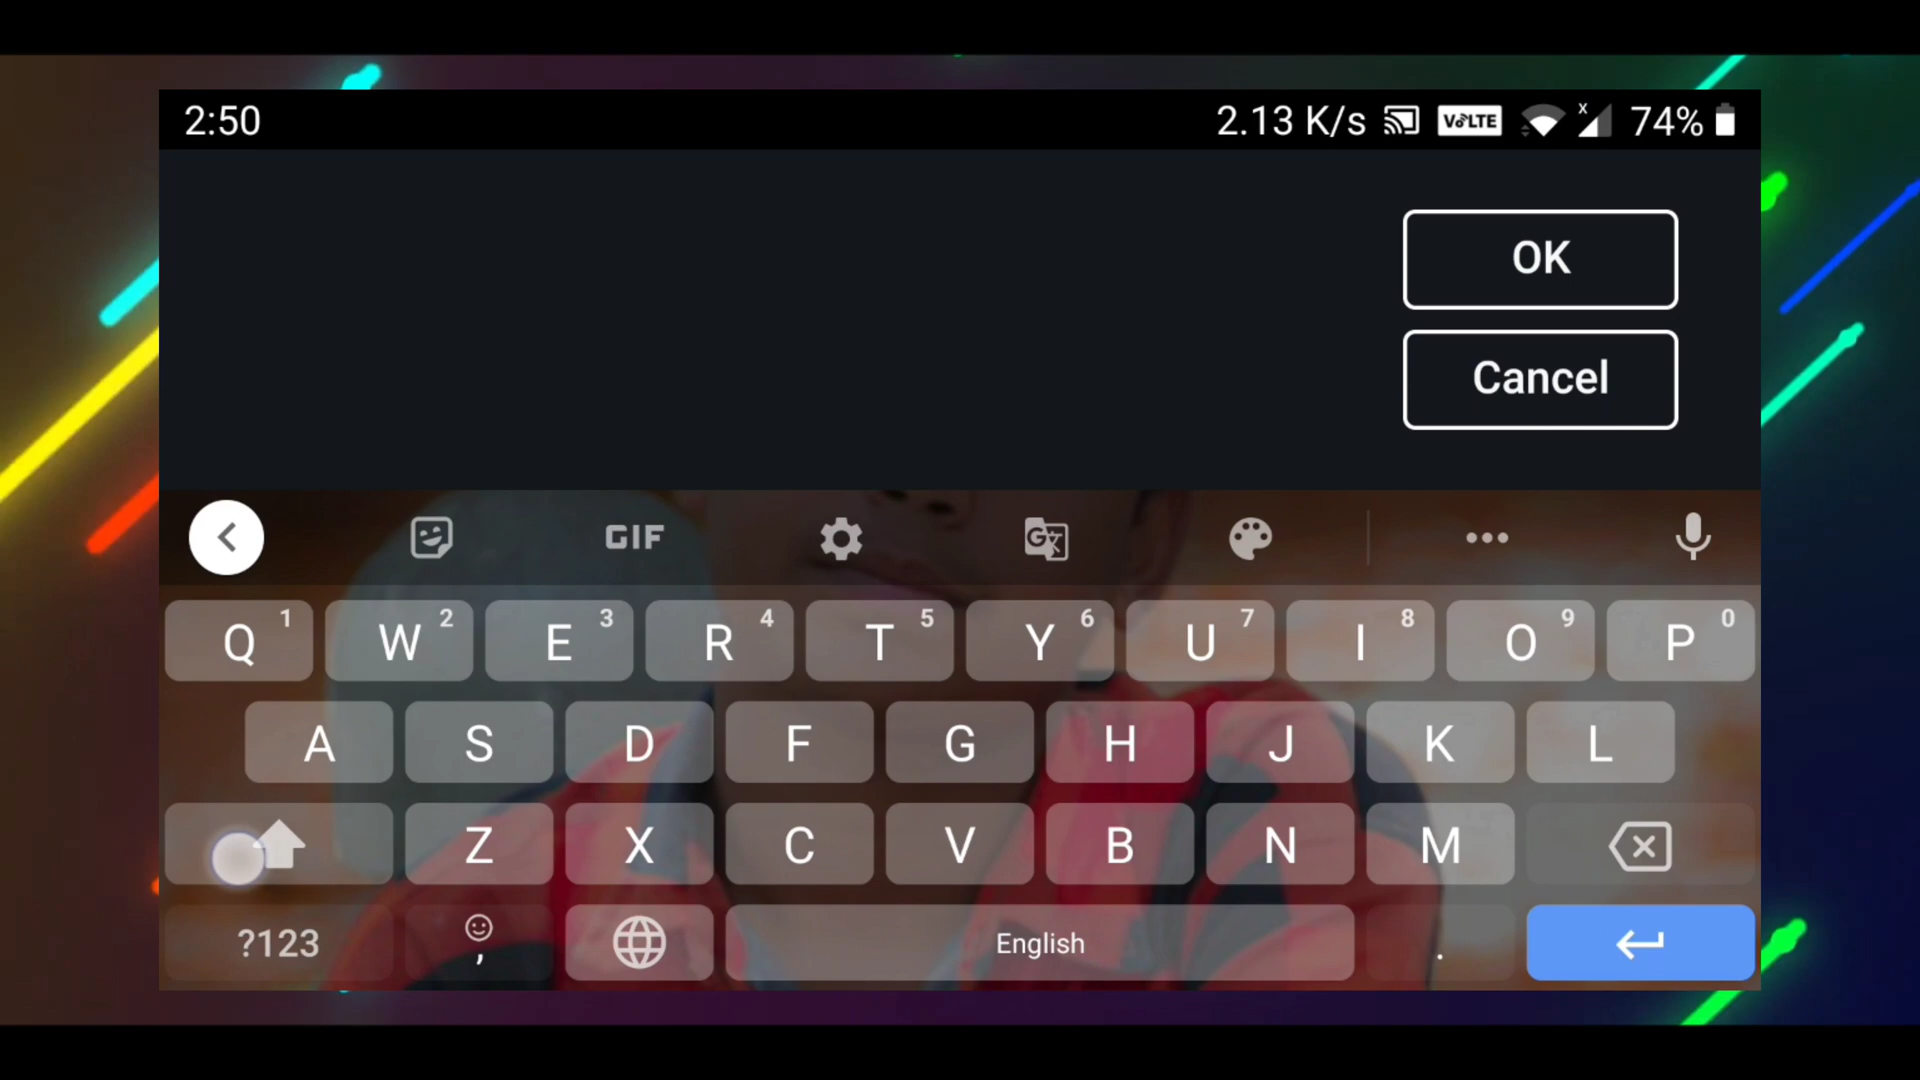 2:50 2.13 K/s VoLTE x 74%
OK
Cancel
GIF G
Q 1 W 2 E 3 R 4 T 5 Y 6 U 7 I 8 O 9 P 0
A S D F G H J K L
Z X C V B N M
?123 , English .